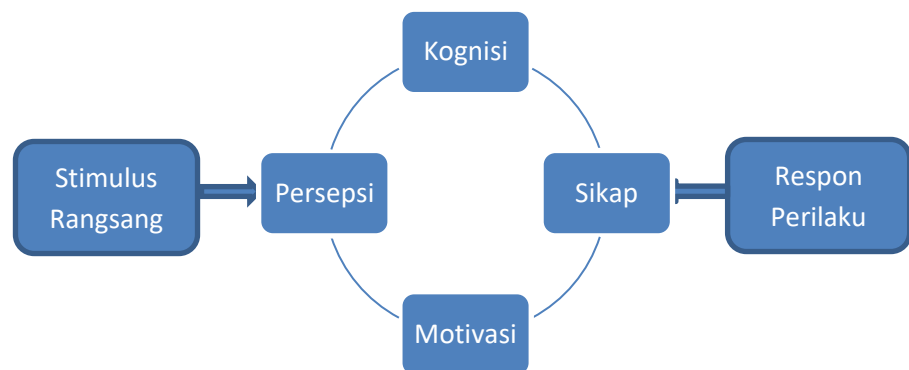 Kognisi
Stimulus
Rangsang
Persepsi
Sikap
Respon
Perilaku
Motivasi